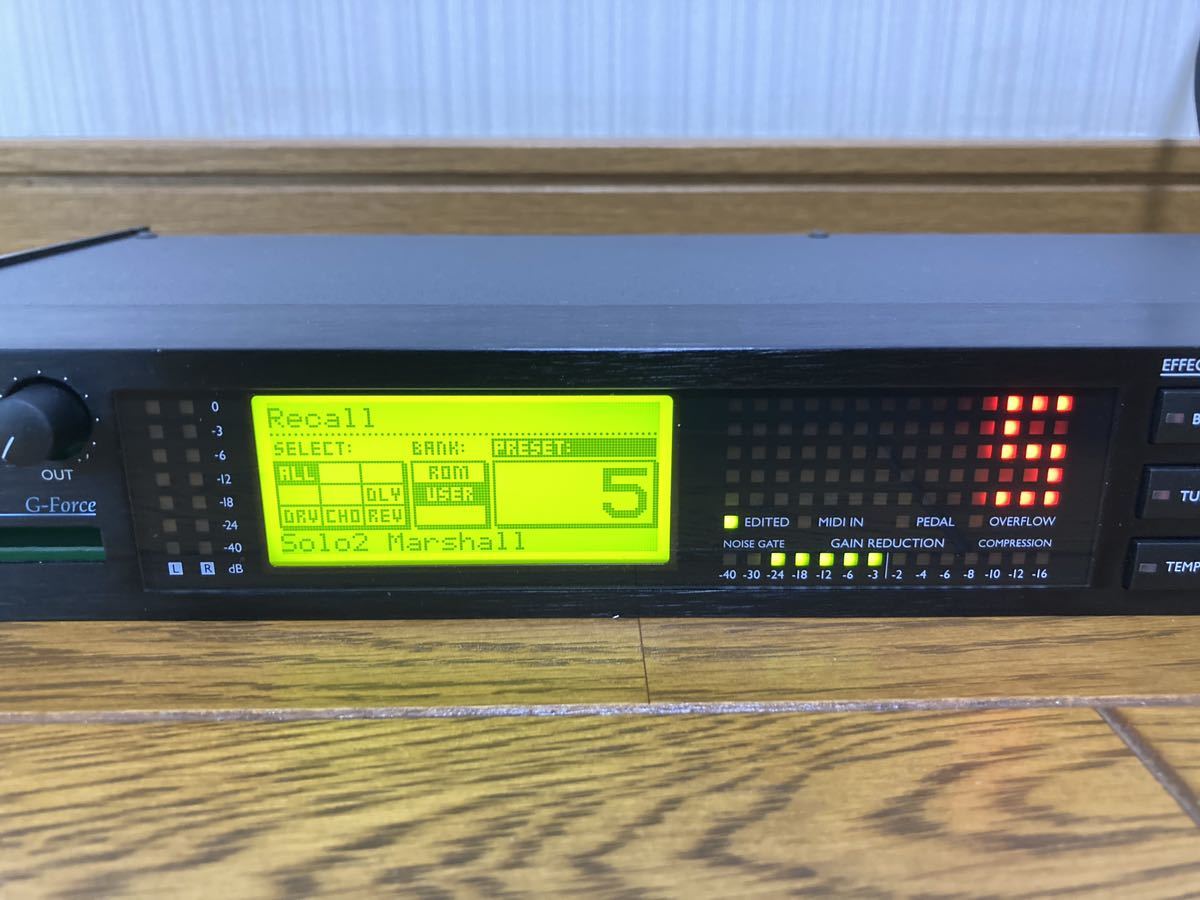 EFFEC
OUT
G-Force
0
-3
-6
-12
-18
-24
-40
L R dB
Recall
SELECT: BANK: PRESET:
ALL
DLY
DRV CHO REV
ROM
USER
5
Solo2 Marshall
5
EDITED MIDI IN PEDAL OVERFLOW
NOISE GATE GAIN REDUCTION COMPRESSION
-40 -30 -24 -18 -12 -6 -3 -2 -4 -6 -8 -10 -12 -16
B
TU
TEMP